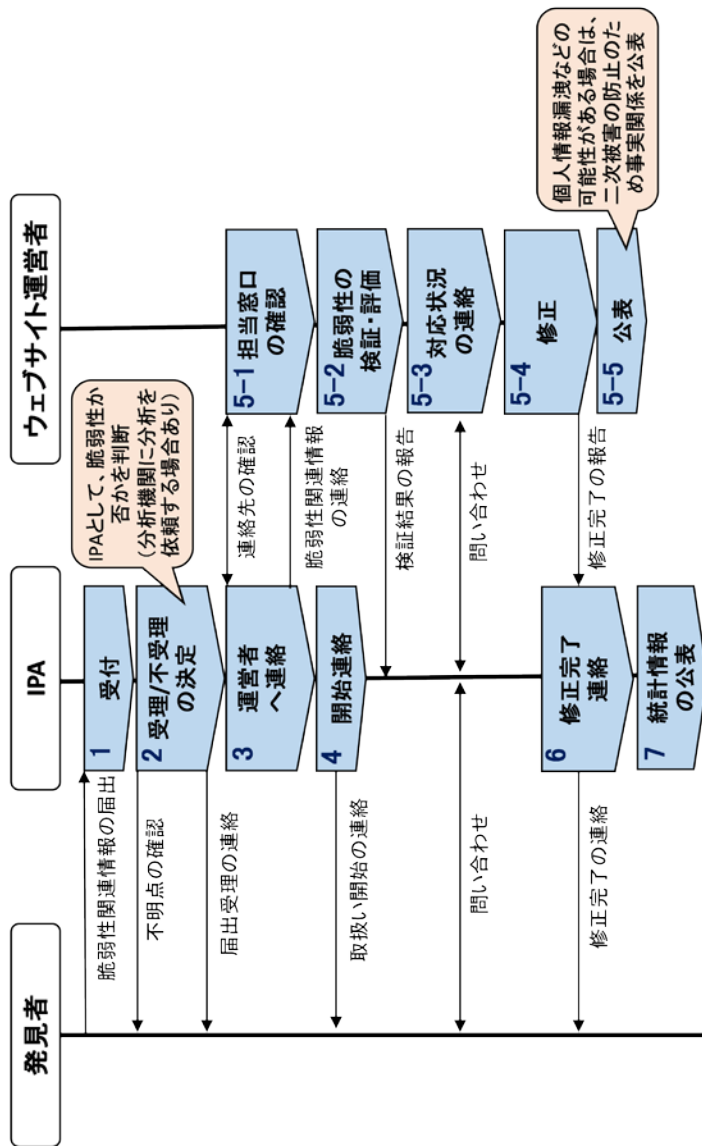 発見者
IPA
ウェブサイト運営者
脆弱性関連情報の届出
1 受付
不明点の確認
2 受理/不受理
の決定
IPAとして、脆弱性か
否かを判断
（分析機関に分析を
依頼する場合あり）
届出受理の連絡
3 運営者
へ連絡
連絡先の確認
脆弱性関連情報
の連絡
5-1 担当窓口
の確認
4 開始連絡
取扱い開始の連絡
5-2 脆弱性の
検証・評価
検証結果の報告
5-3 対応状況
の連絡
問い合わせ
問い合わせ
5-4 修正
修正完了の報告
6 修正完了
連絡
修正完了の連絡
5-5 公表
個人情報漏洩などの
可能性がある場合は、
二次被害の防止のた
め事実関係を公表
7 統計情報
の公表